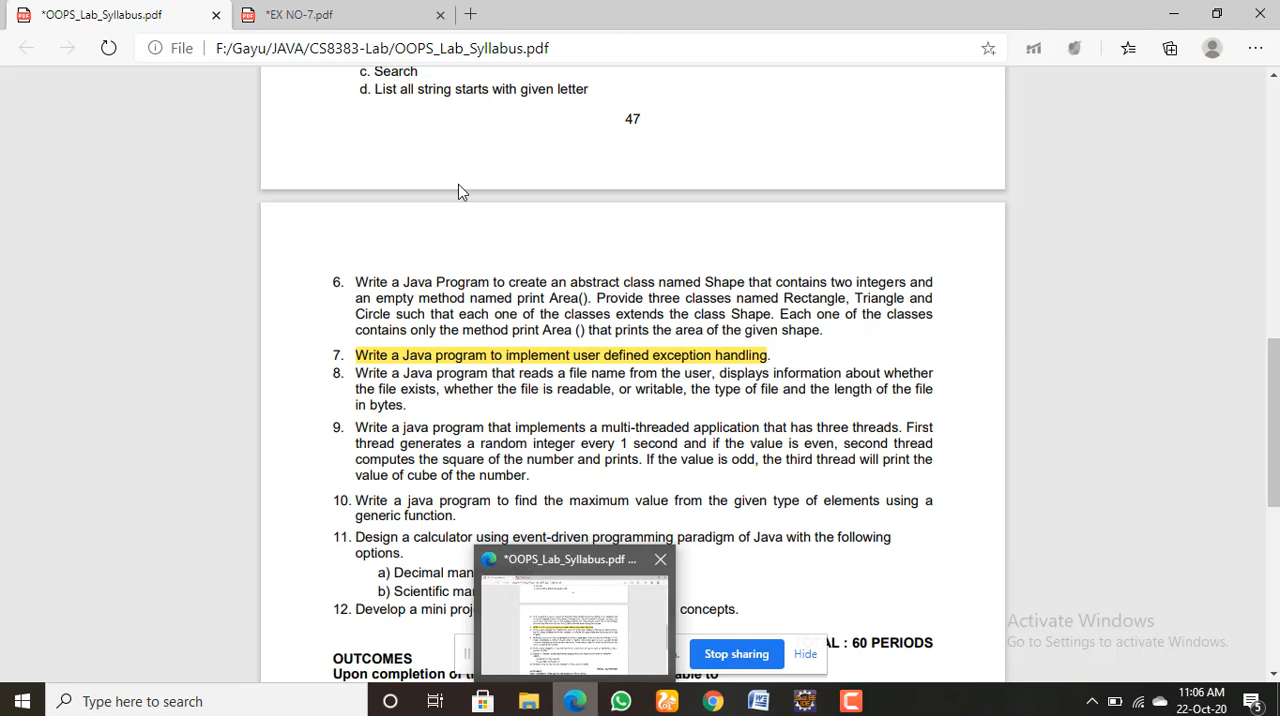 *OOPS_Lab_Syllabus.pdf
*EX NO-7.pdf
File
F:/Gayu/JAVA/CS8383-Lab/OOPS_Lab_Syllabus.pdf
c. Search
d. List all string starts with given letter
47
6. Write a Java Program to create an abstract class named Shape that contains two integers and
an empty method named print Area(). Provide three classes named Rectangle, Triangle and
Circle such that each one of the classes extends the class Shape. Each one of the classes
contains only the method print Area () that prints the area of the given shape.
7. Write a Java program to implement user defined exception handling.
8. Write a Java program that reads a file name from the user, displays information about whether
the file exists, whether the file is readable, or writable, the type of file and the length of the file
in bytes.
9. Write a java program that implements a multi-threaded application that has three threads. First
thread generates a random integer every 1 second and if the value is even, second thread
computes the square of the number and prints. If the value is odd, the third thread will print the
value of cube of the number.
10. Write a java program to find the maximum value from the given type of elements using a
generic function.
11. Design a calculator using event-driven programming paradigm of Java with the following
options.
*OOPS_Lab_Syllabus.pdf ...
a) Decimal man
b) Scientific ma
12. Develop a mini proj concepts.
Activate Windows
Go to Settings to activate Windows.
L : 60 PERIODS
Stop sharing
Hide
OUTCOMES
Upon completion of t
Type here to search
11:06 AM
22-Oct-20
5